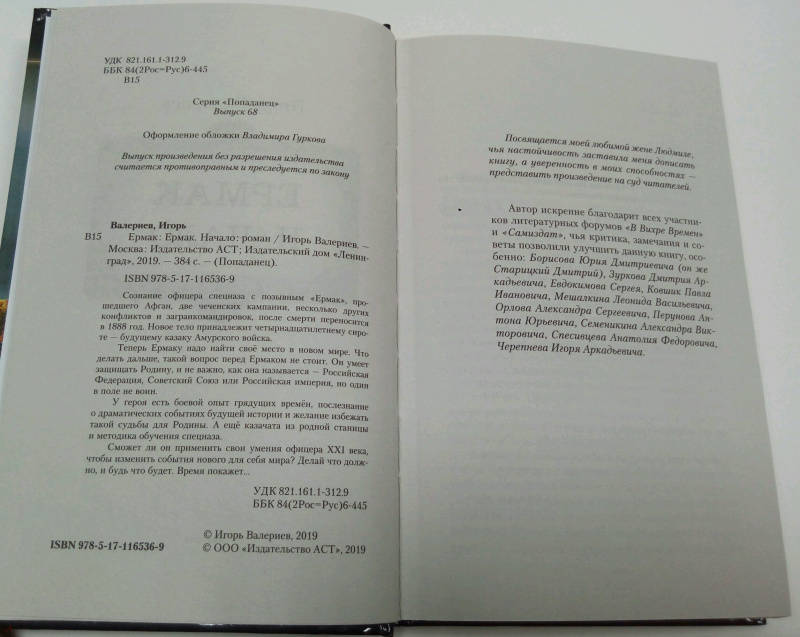 УДК 821.161.1-312.9
ББК 84(2Рос=Рус)6-445
В15
Серия «Попаданец»
Выпуск 68
Оформление обложки Владимира Гуркова
Выпуск произведения без разрешения издательства
считается противоправным и преследуется по закону
Валериев, Игорь
В15 Ермак: Ермак. Начало: роман / Игорь Валериев. —
Москва: Издательство АСТ; Издательский дом «Ленин-
град», 2019. — 384 с. — (Попаданец).
ISBN 978-5-17-116536-9
Сознание офицера спецназа с позывным «Ермак», про-
шедшего Афган, две чеченских кампании, несколько других
конфликтов и загранкомандировок, после смерти переносится
в 1888 год. Новое тело принадлежит четырнадцатилетнему сиро-
те — будущему казаку Амурского войска.
Теперь Ермаку надо найти своё место в новом мире. Что
делать дальше, такой вопрос перед Ермаком не стоит. Он умеет
защищать Родину, и не важно, как она называется — Российская
Федерация, Советский Союз или Российская империя, но один
в поле не воин.
У героя есть боевой опыт грядущих времён, послезнание
о драматических событиях будущей истории и желание избежать
такой судьбы для Родины. А ещё казачата из родной станицы
и методика обучения спецназа.
Сможет ли он применить свои умения офицера XXI века,
чтобы изменить события нового для себя мира? Делай что долж-
но, и будь что будет. Время покажет...
УДК 821.161.1-312.9
ББК 84(2Рос=Рус)6-445
ISBN 978-5-17-116536-9
© Игорь Валериев, 2019
© ООО «Издательство АСТ», 2019
Посвящается моей любимой жене Людмиле,
чья настойчивость заставила меня дописать
книгу, а уверенность в моих способностях —
представить произведение на суд читателей.
Автор искренне благодарит всех участни-
ков литературных форумов «В Вихре Времен»
и «Самиздат», чья критика, замечания и со-
веты позволили улучшить данную книгу, осо-
бенно: Борисова Юрия Дмитриевича (он же
Старицкий Дмитрий), Зуркова Дмитрия Ар-
кадьевича, Евдокимова Сергея, Ковшик Павла
Ивановича, Мешалкина Леонида Васильевича,
Орлова Александра Сергеевича, Перунова Ан-
тона Юрьевича, Семеникина Александра Вик-
торовича, Спесивцева Анатолия Федоровича,
Черепнева Игоря Аркадьевича.